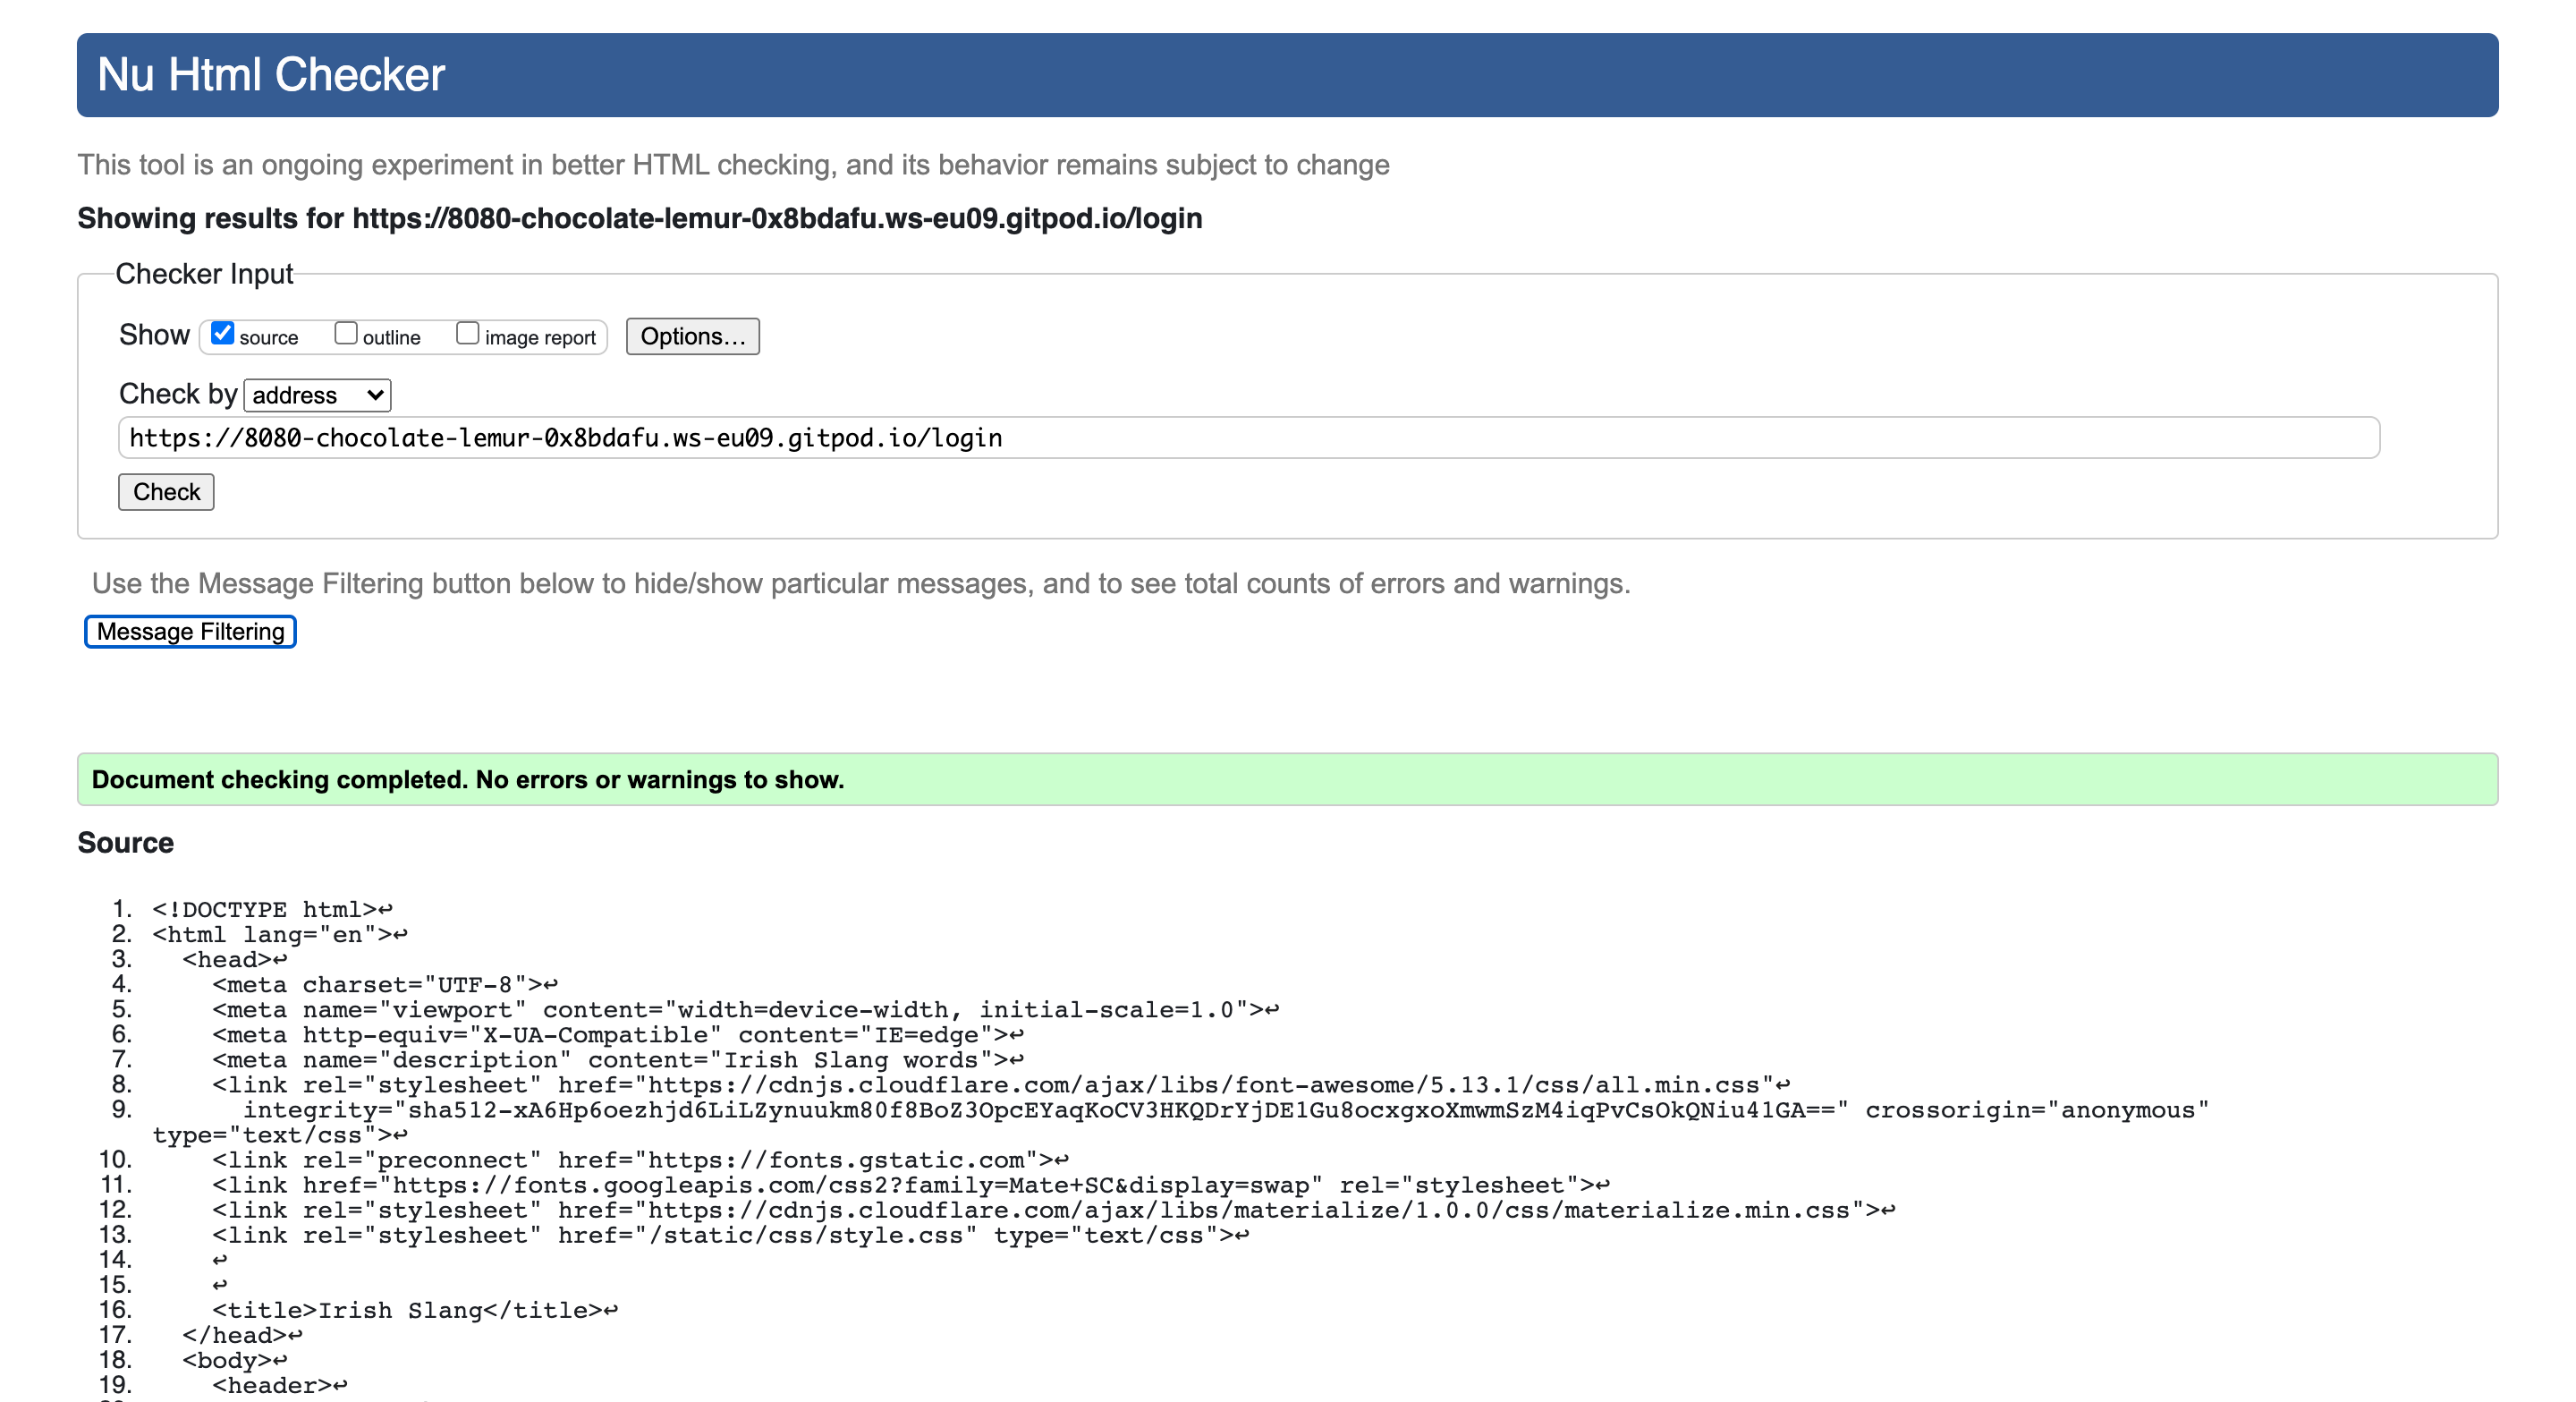 Nu Html Checker
This tool is an ongoing experiment in better HTML checking, and its behavior remains subject to change
Showing results for https://8080-chocolate-lemur-0x8bdafu.ws-eu09.gitpod.io/login
Checker Input
Show source outline image report Options...
Check by address
https://8080-chocolate-lemur-0x8bdafu.ws-eu09.gitpod.io/login
Check
Use the Message Filtering button below to hide/show particular messages, and to see total counts of errors and warnings.
Message Filtering
Document checking completed. No errors or warnings to show.
Source
1. <!DOCTYPE html>↩
2. <html lang="en">↩
3. <head>↩
4. <meta charset="UTF-8">↩
5. <meta name="viewport" content="width=device-width, initial-scale=1.0">↩
6. <meta http-equiv="X-UA-Compatible" content="IE=edge">↩
7. <meta name="description" content="Irish Slang words">↩
8. <link rel="stylesheet" href="https://cdnjs.cloudflare.com/ajax/libs/font-awesome/5.13.1/css/all.min.css"↩
9. integrity="sha512-xA6Hp6oezhjd6LiLZynuukm80f8BoZ3OpcEYaqKoCV3HKQDrYjDE1Gu8ocxgxoXmwmSzM4iqPvCsOkQNiu41GA==" crossorigin="anonymous"
type="text/css">↩
10. <link rel="preconnect" href="https://fonts.gstatic.com">↩
11. <link href="https://fonts.googleapis.com/css2?family=Mate+SC&display=swap" rel="stylesheet">↩
12. <link rel="stylesheet" href="https://cdnjs.cloudflare.com/ajax/libs/materialize/1.0.0/css/materialize.min.css">↩
13. <link rel="stylesheet" href="/static/css/style.css" type="text/css">↩
14. ↩
15. ↩
16. <title>Irish Slang</title>↩
17. </head>↩
18. <body>↩
19. <header>↩